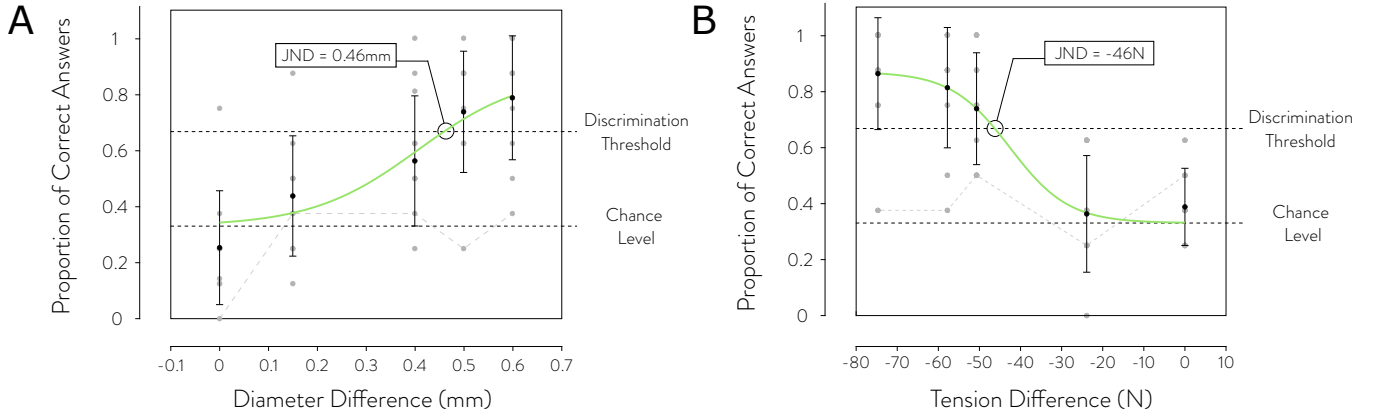 A
Proportion of Correct Answers
1
0.8
0.6
0.4
0.2
0
JND = 0.46mm
Discrimination
Threshold
Chance
Level
-0.1 0 0.1 0.2 0.3 0.4 0.5 0.6 0.7
Diameter Difference (mm)
B
Proportion of Correct Answers
1
0.8
0.6
0.4
0.2
0
JND = -46N
Discrimination
Threshold
Chance
Level
-80 -70 -60 -50 -40 -30 -20 -10 0 10
Tension Difference (N)